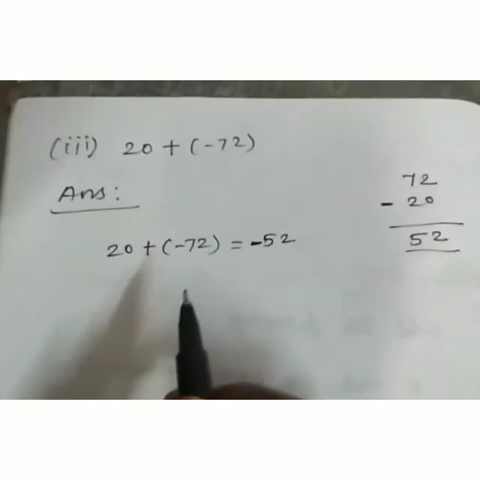 (iii) 20 + (-72)
Ans:
20 + (-72) = -52
72
- 20
52